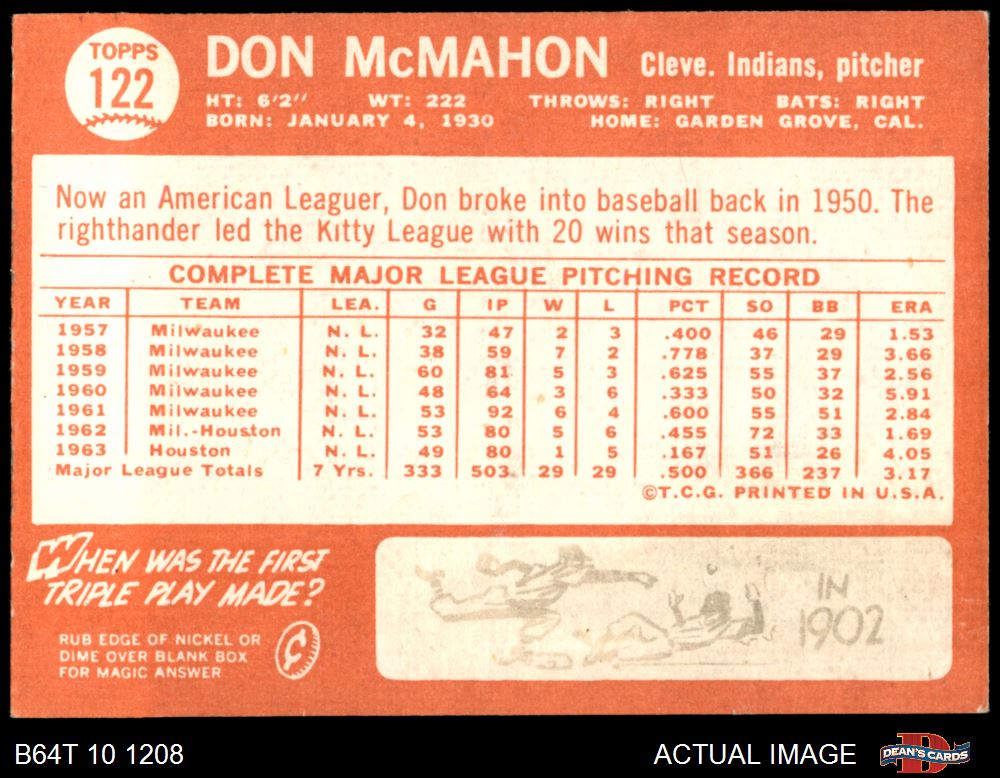 TOPPS
122
DON McMAHON Cleve. Indians, pitcher
HT: 6'2" WT: 222 THROWS: RIGHT BATS: RIGHT
BORN: JANUARY 4, 1930 HOME: GARDEN GROVE, CAL.
Now an American Leaguer, Don broke into baseball back in 1950. The
righthander led the Kitty League with 20 wins that season.
COMPLETE MAJOR LEAGUE PITCHING RECORD
YEAR TEAM LEA. G IP W L PCT SO BB ERA
1957 Milwaukee N. L. 32 47 2 3 .400 46 29 1.53
1958 Milwaukee N. L. 38 59 7 2 .778 37 29 3.66
1959 Milwaukee N. L. 60 81 5 3 .625 55 37 2.56
1960 Milwaukee N. L. 48 64 3 6 .333 50 32 5.91
1961 Milwaukee N. L. 53 92 6 4 .600 55 51 2.84
1962 Mil.-Houston N. L. 53 80 5 6 .455 72 33 1.69
1963 Houston N. L. 49 80 1 5 .167 51 26 4.05
Major League Totals 7 Yrs. 333 503 29 29 .500 366 237 3.17
©T.C.G. PRINTED IN U.S.A.
WHEN WAS THE FIRST
TRIPLE PLAY MADE?
RUB EDGE OF NICKEL OR
DIME OVER BLANK BOX
FOR MAGIC ANSWER
IN
1902
B64T 10 1208 ACTUAL IMAGE DEAN'S CARDS